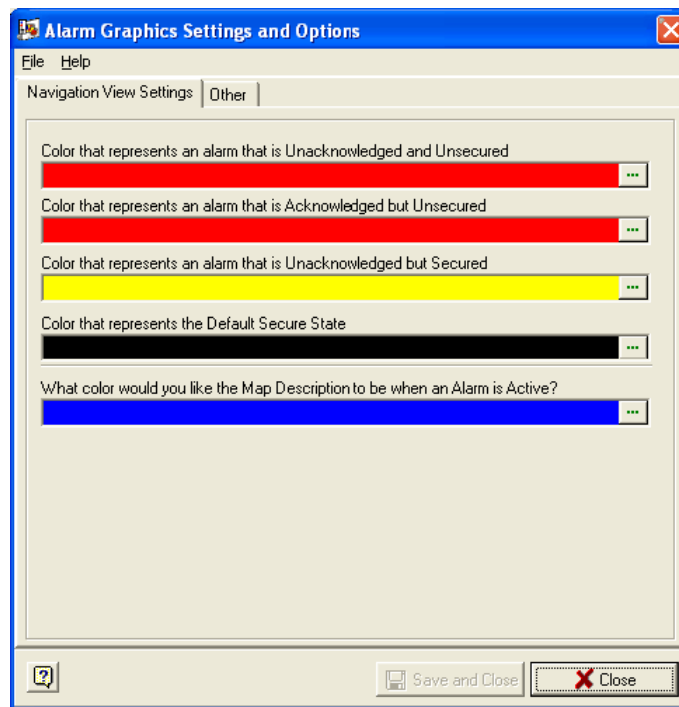 Alarm Graphics Settings and Options
File Help
Navigation View Settings Other
Color that represents an alarm that is Unacknowledged and Unsecured
...
Color that represents an alarm that is Acknowledged but Unsecured
...
Color that represents an alarm that is Unacknowledged but Secured
...
Color that represents the Default Secure State
...
What color would you like the Map Description to be when an Alarm is Active?
...
? Save and Close Close